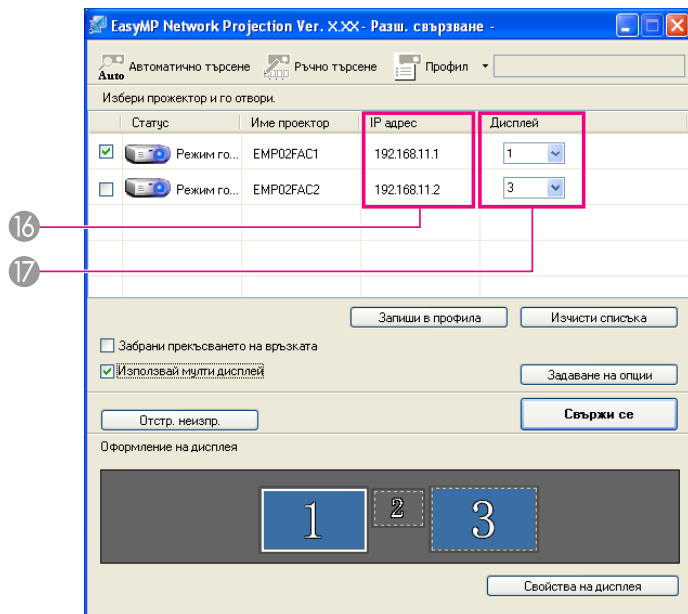 EasyMP Network Projection Ver. X.XX - Разш. свързване -
Auto Автоматично търсене Ръчно търсене Профил
Избери прожектор и го отвори.
Статус Име проектор IP адрес Дисплей
Режим го... EMP02FAC1 192.168.11.1 1
Режим го... EMP02FAC2 192.168.11.2 3
16
17
Запиши в профила Изчисти списъка
Забрани прекъсването на връзката
Използвай мулти дисплей Задаване на опции
Отстр. неизпр. Свържи се
Оформление на дисплея
1 2 3
Свойства на дисплея